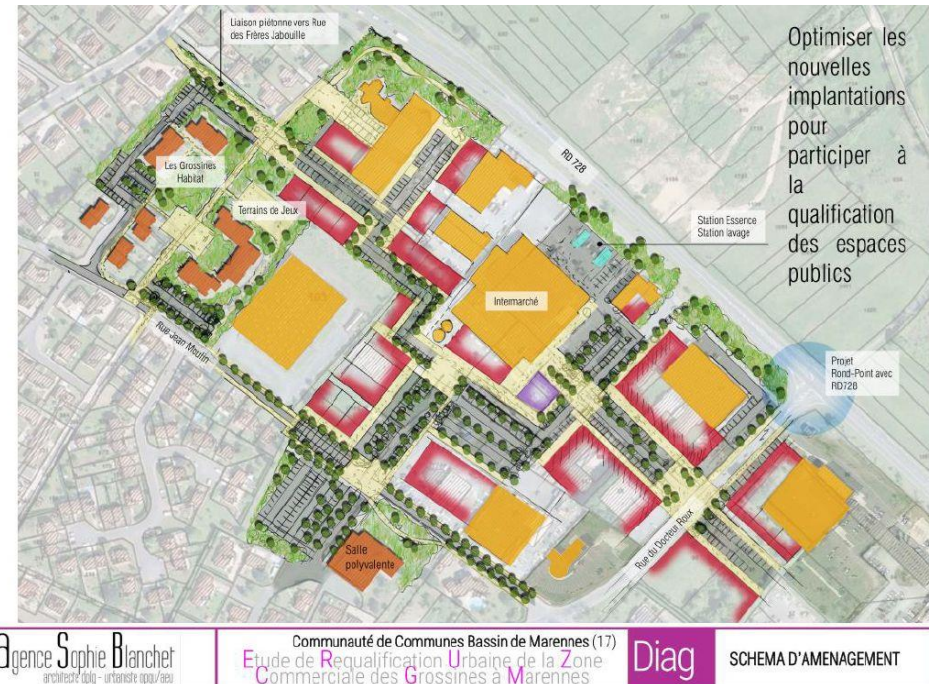 Liaison piétonne vers Rue
des Frères Jabouille
Optimiser les
nouvelles
implantations
pour
participer à
la
qualification
des espaces
publics
RD 728
Les Grossines
Habitat
Terrains de Jeux
Station Essence
Station lavage
Intermarché
Rue Jean Moulin
Projet
Rond-Point avec
RD728
Salle
polyvalente
Rue du Docteur Roux
agence Sophie Blanchet
architecte dplg - urbaniste opqu/aeu
Communauté de Communes Bassin de Marennes (17)
Etude de Requalification Urbaine de la Zone
Commerciale des Grossines à Marennes
Diag
SCHEMA D'AMENAGEMENT